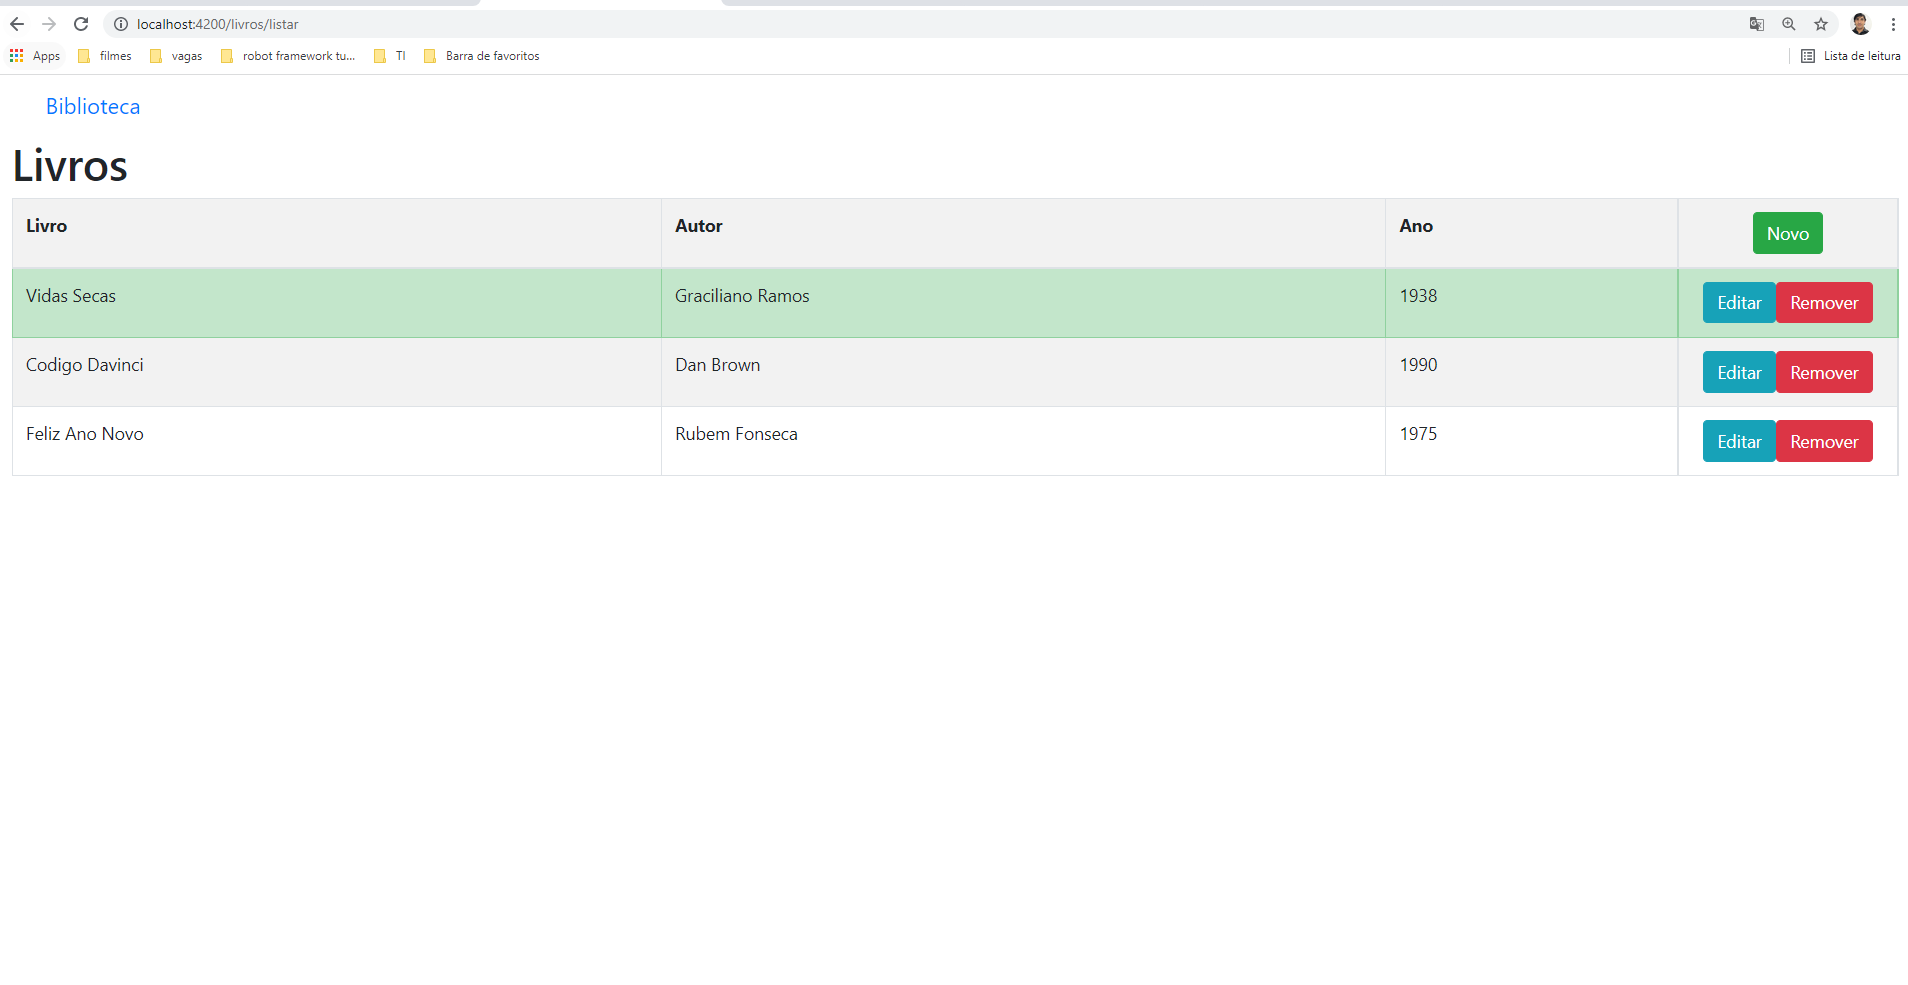 localhost:4200/livros/listar
Apps filmes vagas robot framework tu... TI Barra de favoritos Lista de leitura
Biblioteca
Livros
Livro Autor Ano Novo
Vidas Secas Graciliano Ramos 1938 Editar Remover
Codigo Davinci Dan Brown 1990 Editar Remover
Feliz Ano Novo Rubem Fonseca 1975 Editar Remover